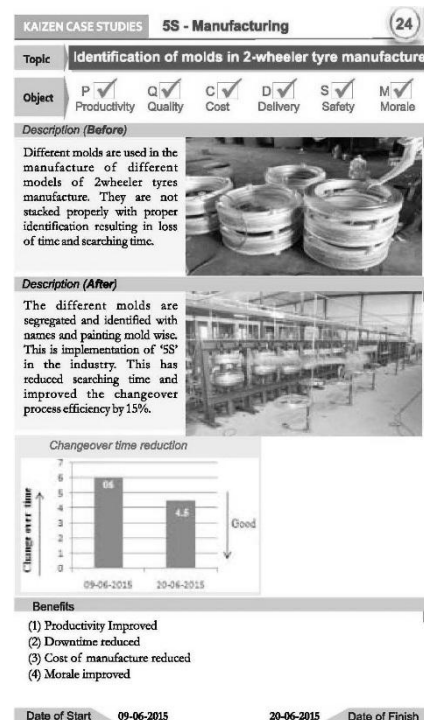 KAIZEN CASE STUDIES 5S - Manufacturing 24
Topic Identification of molds in 2-wheeler tyre manufacture
Object P Q C D S M
Productivity Quality Cost Delivery Safety Morale
Description (Before)
Different molds are used in the
manufacture of different
models of 2wheeler tyres
manufacture. They are not
stacked properly with proper
identification resulting in loss
of time and searching time.
Description (After)
The different molds are
segregated and identified with
names and painting mold wise.
This is implementation of '5S'
in the industry. This has
reduced searching time and
improved the changeover
process efficiency by 15%.
Changeover time reduction
Change over time
7
6
5
4
3
2
1
0
06
4.5
Good
09-06-2015 20-06-2015
Benefits
(1) Productivity Improved
(2) Downtime reduced
(3) Cost of manufacture reduced
(4) Morale improved
Date of Start 09-06-2015 20-06-2015 Date of Finish